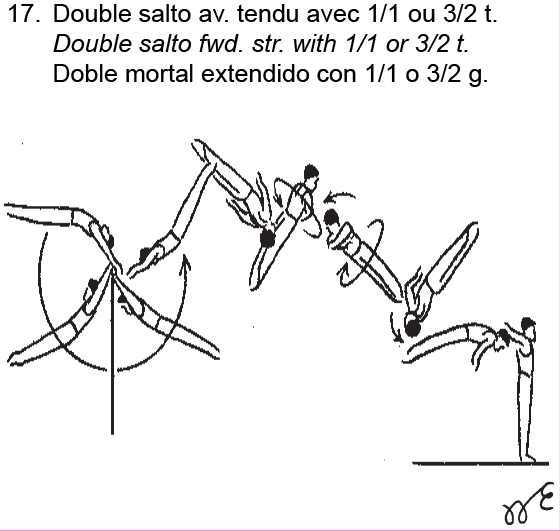 17. Double salto av. tendu avec 1/1 ou 3/2 t.
Double salto fwd. str. with 1/1 or 3/2 t.
Doble mortal extendido con 1/1 o 3/2 g.